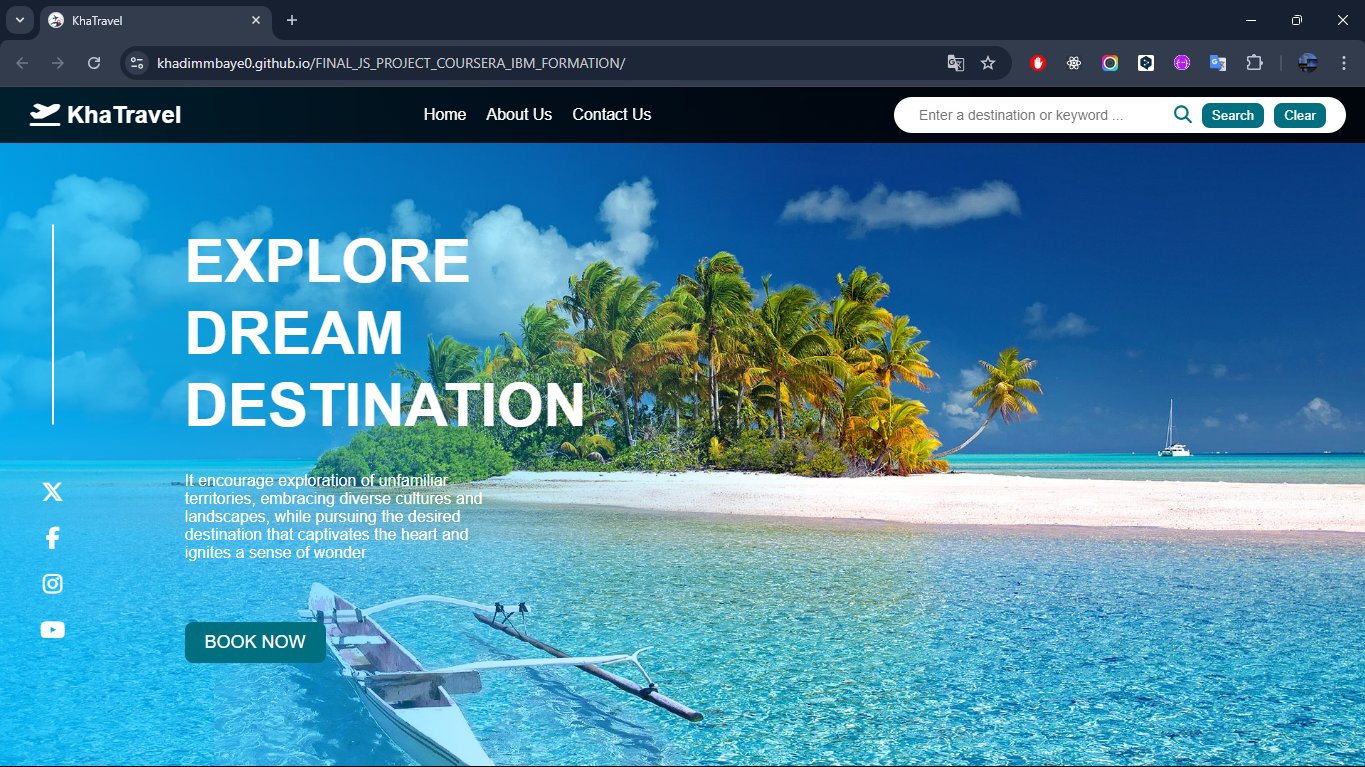 KhaTravel
khadimmbaye0.github.io/FINAL_JS_PROJECT_COURSERA_IBM_FORMATION/
KhaTravel
Home About Us Contact Us
Enter a destination or keyword ... Search Clear
EXPLORE
DREAM
DESTINATION
It encourage exploration of unfamiliar
territories, embracing diverse cultures and
landscapes, while pursuing the desired
destination that captivates the heart and
ignites a sense of wonder
BOOK NOW